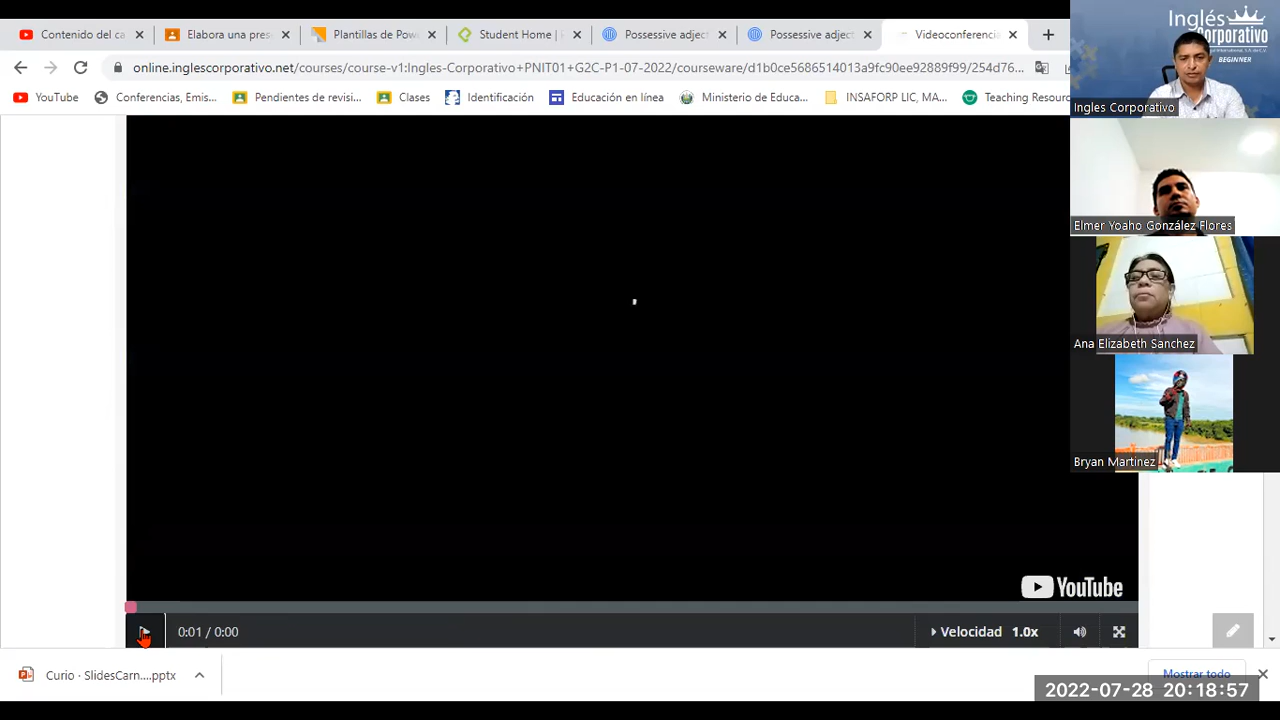 Contenido del ca
Elabora una pres
Plantillas de Pow
Student Home |
Possessive adject
Possessive adject
Videoconferencia
online.inglescorporativo.net/courses/course-v1:Ingles-Corporativo+INIT01+G2C-P1-07-2022/courseware/d1b0ce5686514013a9fc90ee92889f99/254d76...
YouTube
Conferencias, Emis...
Pendientes de revisi...
Clases
Identificación
Educación en línea
Ministerio de Educa...
INSAFORP LIC, MA...
Teaching Resourc
Inglés
Corporativo
BEGINNER
Ingles Corporativo
Elmer Yoaho González Flores
Ana Elizabeth Sanchez
Bryan Martinez
YouTube
0:01 / 0:00
Velocidad 1.0x
Curio · SlidesCarn....pptx
Mostrar todo
2022-07-28 20:18:57